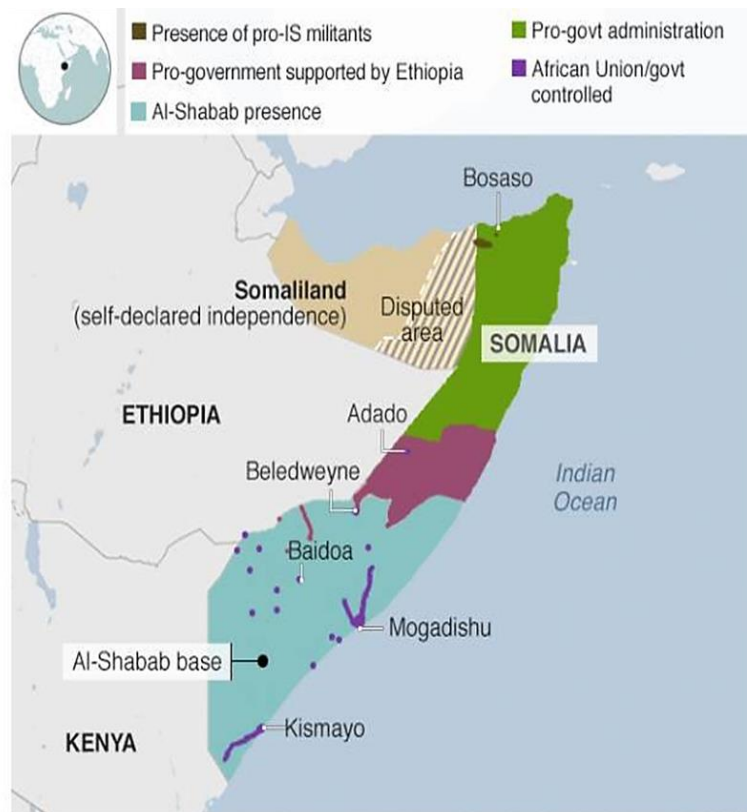 Presence of pro-IS militants
Pro-government supported by Ethiopia
Al-Shabab presence
Pro-govt administration
African Union/govt
controlled
Bosaso
Somaliland
(self-declared independence)
Disputed
area
SOMALIA
ETHIOPIA
Adado
Beledweyne
Indian
Ocean
Baidoa
Mogadishu
Al-Shabab base
Kismayo
KENYA